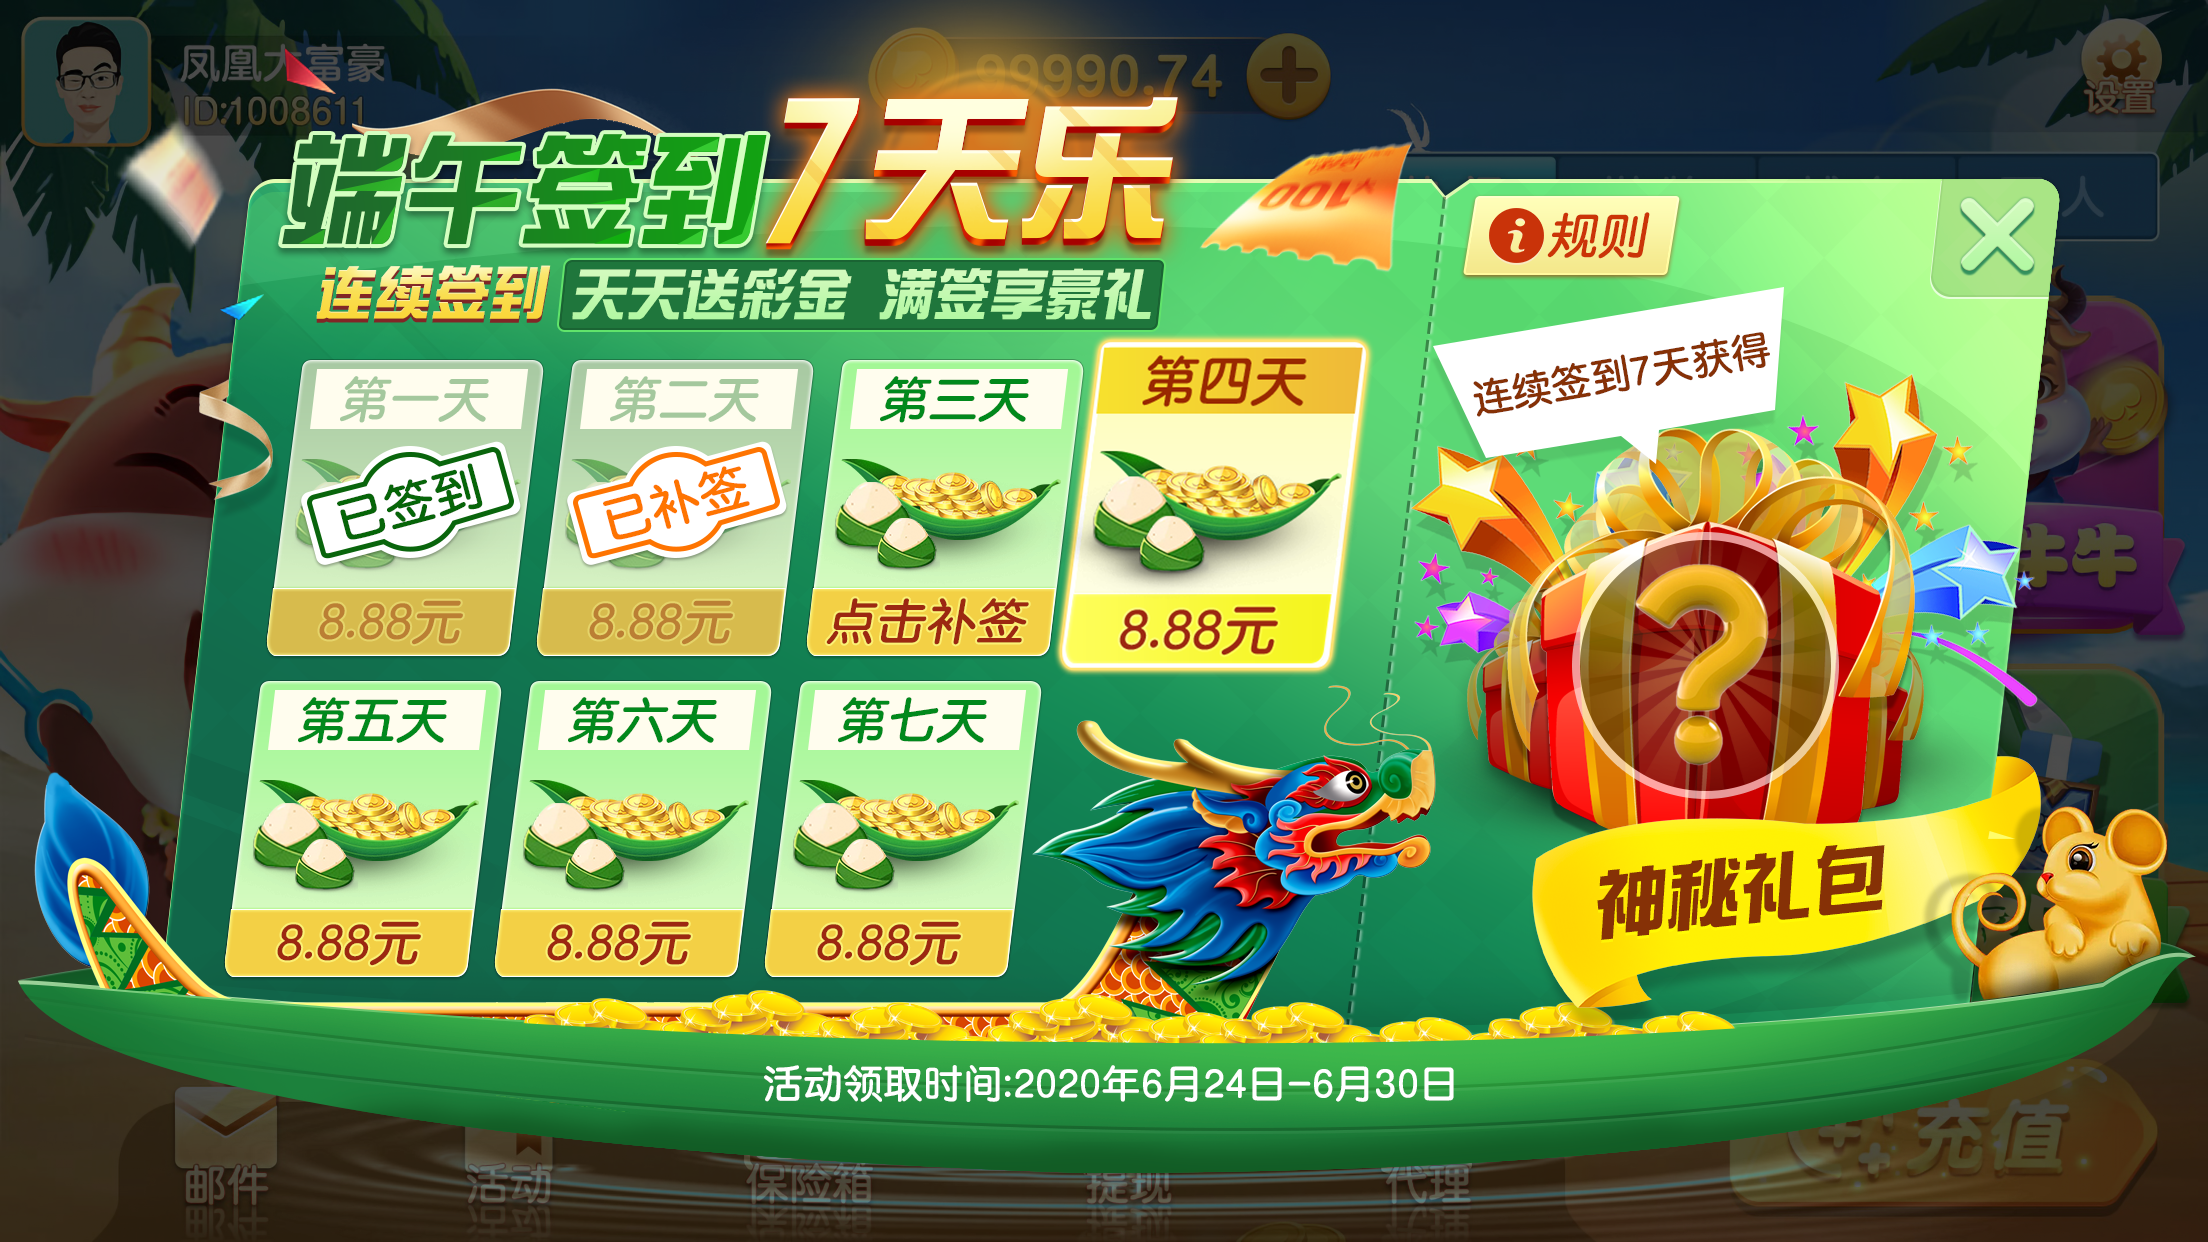 凤凰大富豪
ID:1008611
99990.74
设置
端午签到7天乐
连续签到 天天送彩金 满签享豪礼
规则
连续签到7天获得
第一天
已签到
8.88元
第二天
已补签
8.88元
第三天
点击补签
第四天
8.88元
第五天
8.88元
第六天
8.88元
第七天
8.88元
¥100
神秘礼包
牛牛
人
活动领取时间:2020年6月24日-6月30日
邮件
活动
保险箱
提现
代理
充值